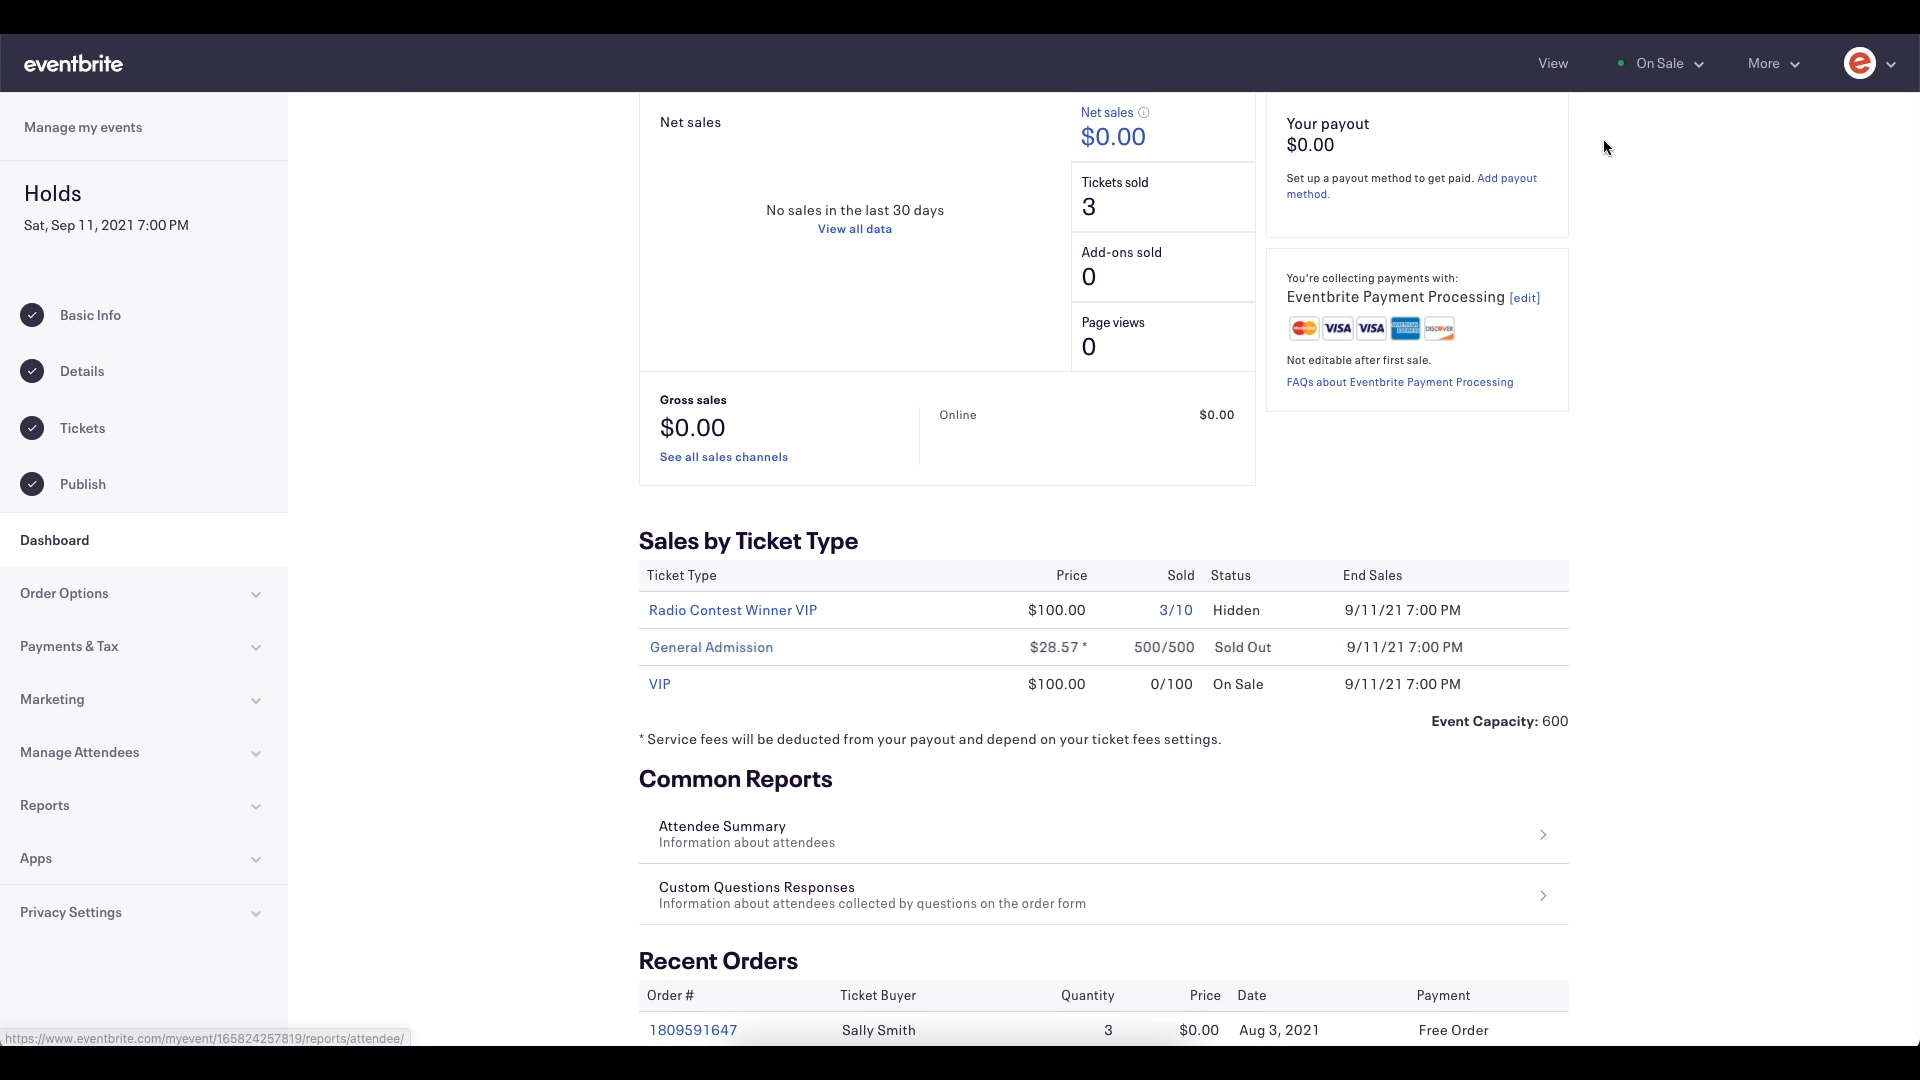 eventbrite
View
On Sale
More
Manage my events
Holds
Sat, Sep 11, 2021 7:00 PM
Basic Info
Details
Tickets
Publish
Dashboard
Order Options
Payments & Tax
Marketing
Manage Attendees
Reports
Apps
Privacy Settings
https://www.eventbrite.com/myevent/165824257819/reports/attendee/
Net sales
No sales in the last 30 days
View all data
Net sales
$0.00
Tickets sold
3
Add-ons sold
0
Page views
0
Gross sales
$0.00
See all sales channels
Online $0.00
Your payout
$0.00
Set up a payout method to get paid. Add payout
method.
You're collecting payments with:
Eventbrite Payment Processing [edit]
MasterCard VISA VISA AMERICAN EXPRESS DISCOVER
Not editable after first sale.
FAQs about Eventbrite Payment Processing
Sales by Ticket Type
Ticket Type Price Sold Status End Sales
Radio Contest Winner VIP $100.00 3/10 Hidden 9/11/21 7:00 PM
General Admission $28.57 * 500/500 Sold Out 9/11/21 7:00 PM
VIP $100.00 0/100 On Sale 9/11/21 7:00 PM
Event Capacity: 600
* Service fees will be deducted from your payout and depend on your ticket fees settings.
Common Reports
Attendee Summary
Information about attendees
Custom Questions Responses
Information about attendees collected by questions on the order form
Recent Orders
Order # Ticket Buyer Quantity Price Date Payment
1809591647 Sally Smith 3 $0.00 Aug 3, 2021 Free Order